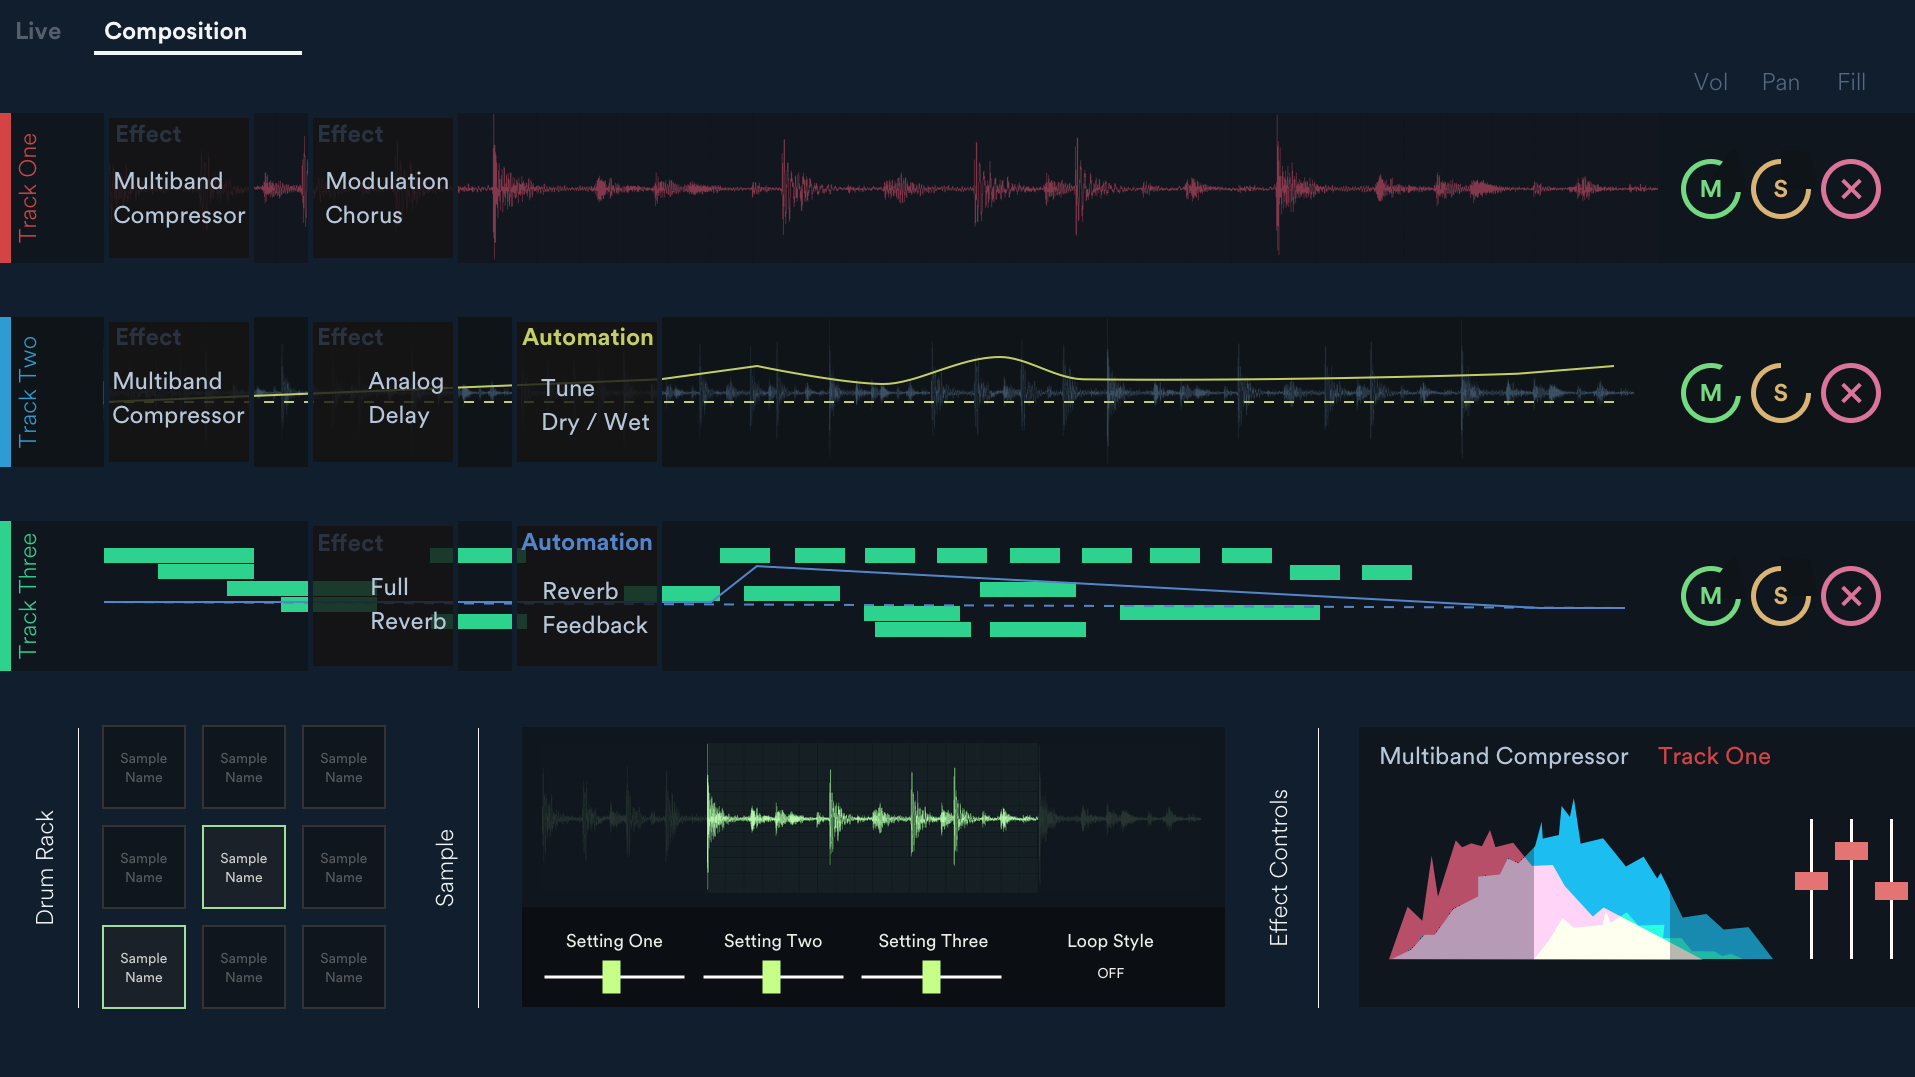 Live Composition
Vol Pan Fill
Track One
Effect
Multiband
Compressor
Effect
Modulation
Chorus
M S
Track Two
Effect
Multiband
Compressor
Effect
Analog
Delay
Automation
Tune
Dry / Wet
M S
Track Three
Effect
Full
Reverb
Automation
Reverb
Feedback
M S
Drum Rack
Sample
Name
Sample
Name
Sample
Name
Sample
Name
Sample
Name
Sample
Name
Sample
Name
Sample
Name
Sample
Name
Sample
Setting One
Setting Two
Setting Three
Loop Style
OFF
Effect Controls
Multiband Compressor Track One